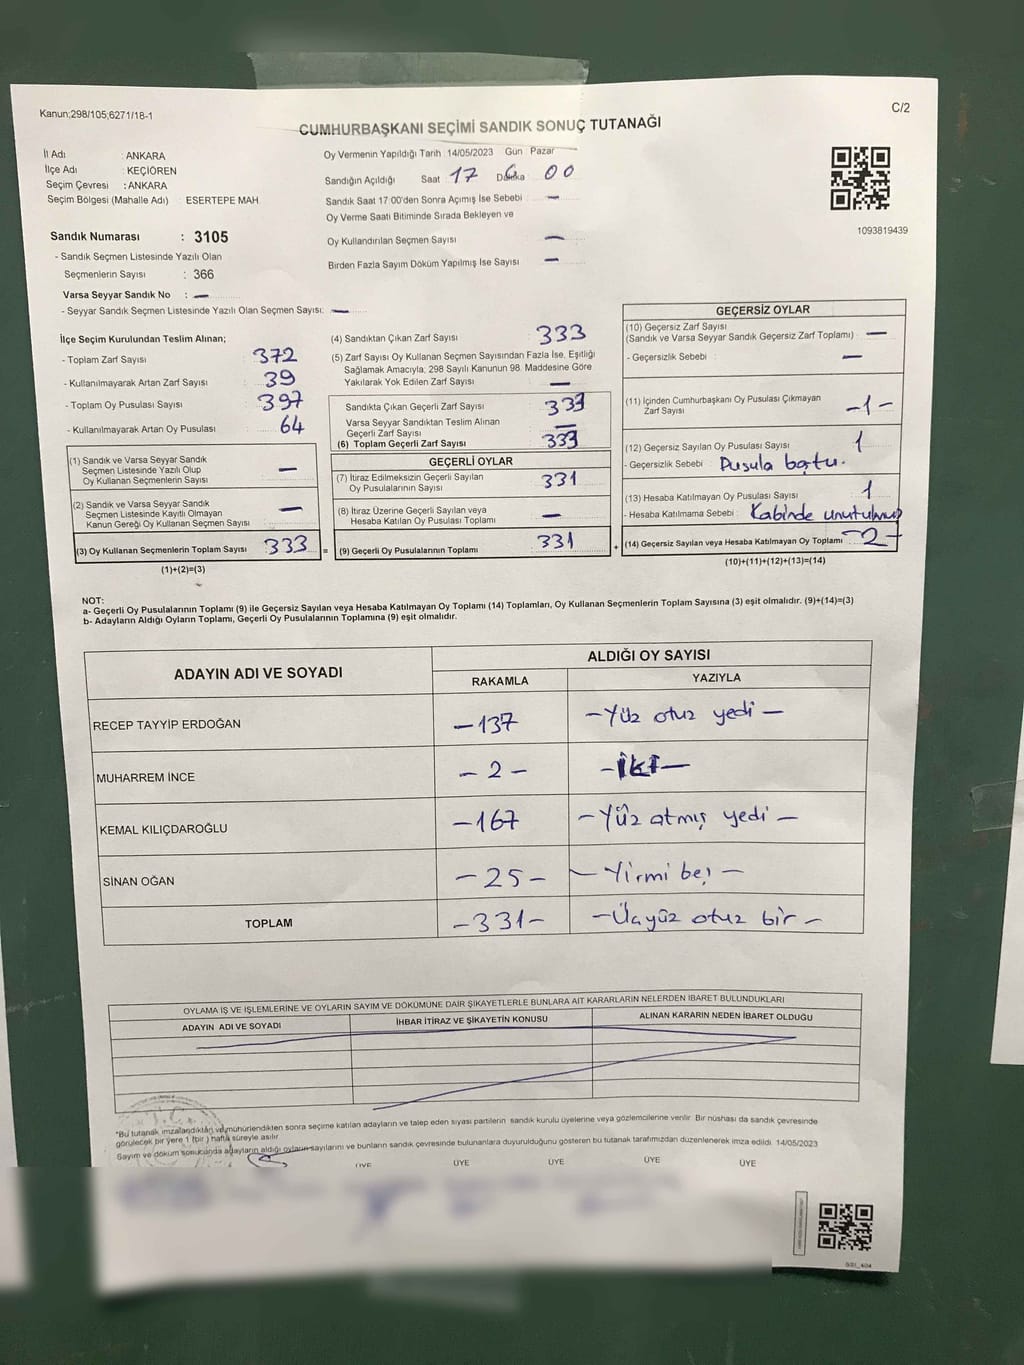 Kanun;298/105;6271/18-1
C/2
CUMHURBAŞKANI SEÇİMİ SANDIK SONUÇ TUTANAĞI
İl Adı : ANKARA
İlçe Adı : KEÇİÖREN
Seçim Çevresi : ANKARA
Seçim Bölgesi (Mahalle Adı) ESERTEPE MAH
Sandık Numarası : 3105
- Sandık Seçmen Listesinde Yazılı Olan
Seçmenlerin Sayısı : 366
Varsa Seyyar Sandık No : —
- Seyyar Sandık Seçmen Listesinde Yazılı Olan Seçmen Sayısı: —
Oy Vermenin Yapıldığı Tarih : 14/05/2023 Gün : Pazar
Sandığın Açıldığı Saat 17 Dakika 00
Sandık Saat 17:00'den Sonra Açımış İse Sebebi —
Oy Verme Saati Bitiminde Sırada Bekleyen ve
Oy Kullandırılan Seçmen Sayısı —
Birden Fazla Sayım Döküm Yapılmış İse Sayısı —
1093819439
İlçe Seçim Kurulundan Teslim Alınan;
- Toplam Zarf Sayısı 372
- Kullanılmayarak Artan Zarf Sayısı 39
- Toplam Oy Pusulası Sayısı 397
- Kullanılmayarak Artan Oy Pusulası 64
(1) Sandık ve Varsa Seyyar Sandık
Seçmen Listesinde Yazılı Olup
Oy Kullanan Seçmenlerin Sayısı —
(2) Sandık ve Varsa Seyyar Sandık
Seçmen Listesinde Kayıtlı Olmayan
Kanun Gereği Oy Kullanan Seçmen Sayısı —
(3) Oy Kullanan Seçmenlerin Toplam Sayısı 333 =
(1)+(2)=(3)
(4) Sandıktan Çıkan Zarf Sayısı 333
(5) Zarf Sayısı Oy Kullanan Seçmen Sayısından Fazla İse, Eşitliği
Sağlamak Amacıyla, 298 Sayılı Kanunun 98. Maddesine Göre
Yakılarak Yok Edilen Zarf Sayısı —
Sandıkta Çıkan Geçerli Zarf Sayısı 333
Varsa Seyyar Sandıktan Teslim Alınan
Geçerli Zarf Sayısı —
(6) Toplam Geçerli Zarf Sayısı 333
GEÇERLİ OYLAR
(7) İtiraz Edilmeksizin Geçerli Sayılan
Oy Pusulalarının Sayısı 331
(8) İtiraz Üzerine Geçerli Sayılan veya
Hesaba Katılan Oy Pusulası Toplamı —
(9) Geçerli Oy Pusulalarının Toplamı 331 +
GEÇERSİZ OYLAR
(10) Geçersiz Zarf Sayısı
(Sandık ve Varsa Seyyar Sandık Geçersiz Zarf Toplamı) —
- Geçersizlik Sebebi : —
(11) İçinden Cumhurbaşkanı Oy Pusulası Çıkmayan
Zarf Sayısı -1-
(12) Geçersiz Sayılan Oy Pusulası Sayısı 1
- Geçersizlik Sebebi :
(13) Hesaba Katılmayan Oy Pusulası Sayısı 1
- Hesaba Katılmama Sebebi : Kabinde unutulmuş
(14) Geçersiz Sayılan veya Hesaba Katılmayan Oy Toplamı -2-
(10)+(11)+(12)+(13)=(14)
NOT:
a- Geçerli Oy Pusulalarının Toplamı (9) ile Geçersiz Sayılan veya Hesaba Katılmayan Oy Toplamı (14) Toplamları, Oy Kullanan Seçmenlerin Toplam Sayısına (3) eşit olmalıdır. (9)+(14)=(3)
b- Adayların Aldığı Oyların Toplamı, Geçerli Oy Pusulalarının Toplamına (9) eşit olmalıdır.
ADAYIN ADI VE SOYADI ALDIĞI OY SAYISI
RAKAMLA YAZIYLA
RECEP TAYYİP ERDOĞAN -137 -Yüz otuz yedi-
MUHARREM İNCE -2- -İki-
KEMAL KILIÇDAROĞLU -167 -Yüz atmış yedi-
SİNAN OĞAN -25- -Yirmi beş-
TOPLAM -331- -Üçyüz otuz bir-
OYLAMA İŞ VE İŞLEMLERİNE VE OYLARIN SAYIM VE DÖKÜMÜNE DAİR ŞİKAYETLERLE BUNLARA AİT KARARLARIN NELERDEN İBARET BULUNDUKLARI
ADAYIN ADI VE SOYADI İHBAR İTİRAZ VE ŞİKAYETİN KONUSU ALINAN KARARIN NEDEN İBARET OLDUĞU
T.C.
*Bu tutanak imzalandıktan ve mühürlendikten sonra seçime katılan adayların ve talep eden siyasi partilerin sandık kurulu üyelerine veya gözlemcilerine verilir. Bir nüshası da sandık çevresinde
görülecek bir yere 1 (bir) hafta süreyle asılır.
Sayım ve döküm sonucunda adayların aldığı oyların sayılarını ve bunların sandık çevresinde bulunanlara duyurulduğunu gösteren bu tutanak tarafımızdan düzenlenerek imza edildi. 14/05/2023
ÜYE ÜYE ÜYE ÜYE ÜYE